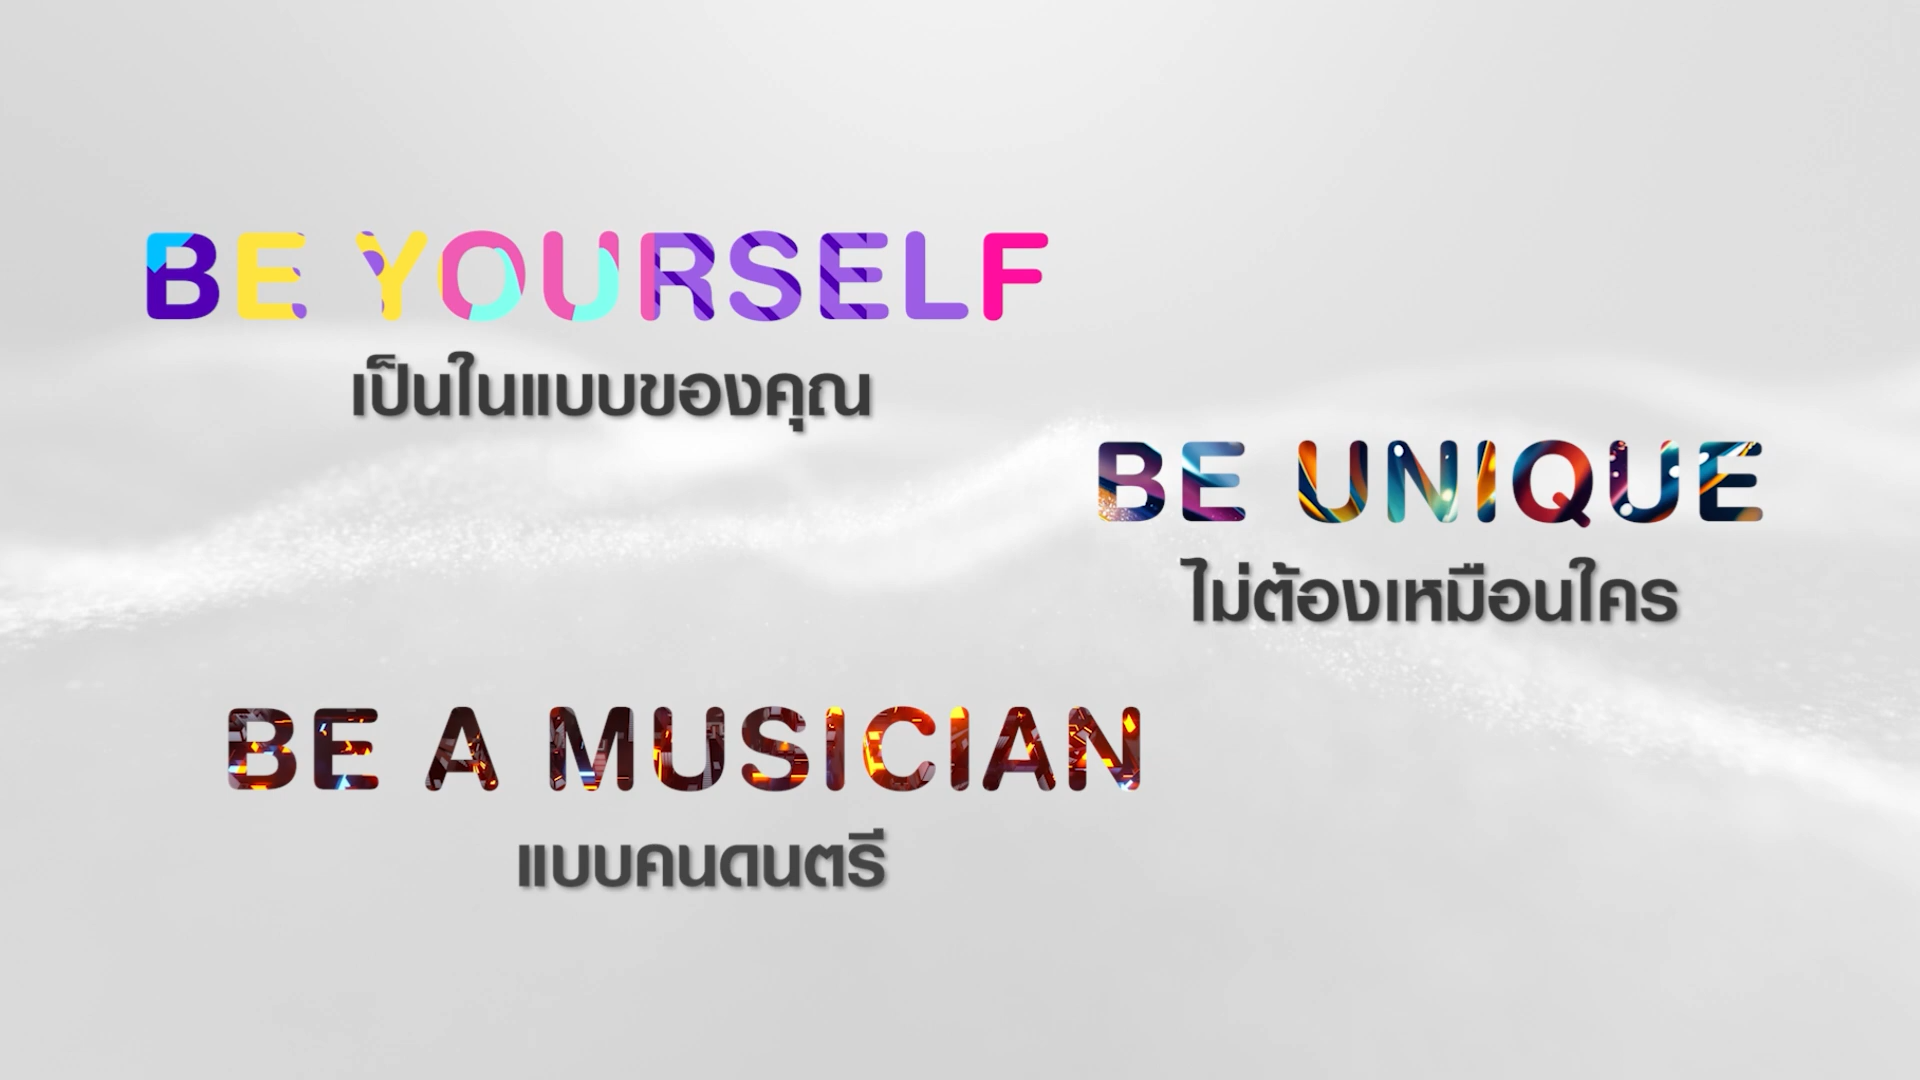 BE YOURSELF
เป็นในแบบของคุณ
BE UNIQUE
ไม่ต้องเหมือนใคร
BE A MUSICIAN
แบบคนดนตรี